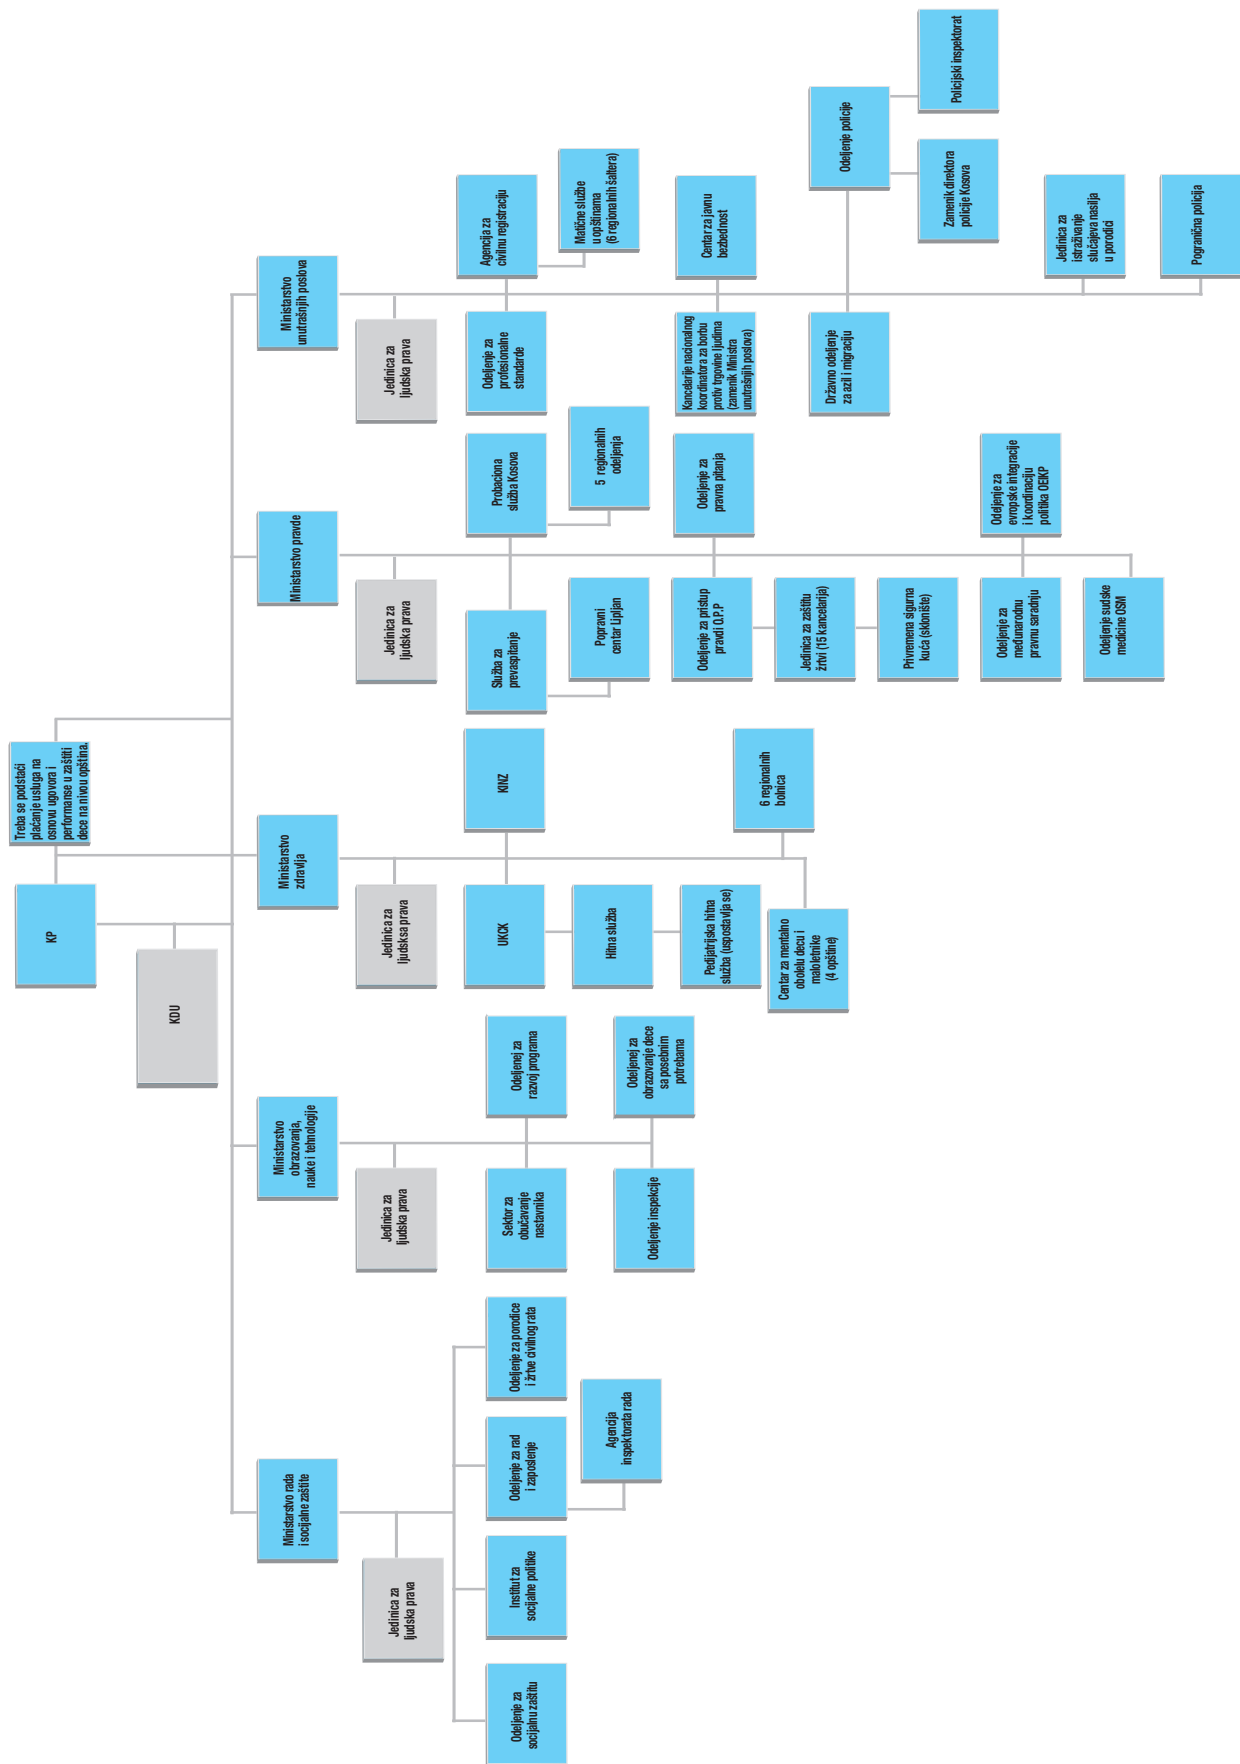 Treba se podstaći
plaćanje usluga na
osnovu ugovora i
performanse u zaštiti
dece na nivou opština.
KP
KDU
Ministarstvo rada
i socijalne zaštite
Jedinica za
ljudska prava
Odeljenje za
socijalnu zaštitu
Institut za
socijalne politike
Odeljenje za rad
i zaposlenje
Odeljenje za porodice
i žrtve civilnog rata
Agencija
inspektorata rada
Ministarstvo
obrazovanja,
nauke i tehnologije
Jedinica za
ljudska prava
Sektor za
obučavanje
nastavnika
Odeljenej za
razvoj programa
Odeljenje inspekcije
Odeljenej za
obrazovanje dece
sa posebnim
potrebama
Ministarstvo
zdravlja
Jedinica za
ljudsksa prava
UKCK
KINZ
Hitna služba
Pedijatrijska hitna
služba (uspostavlja se)
6 regionalnih
bolnica
Centar za mentalno
obolelu decu i
maloletnike
(4 opštine)
Ministarstvo pravde
Jedinica za
ljudska prava
Služba za
prevaspitanje
Probaciona
služba Kosova
Popravni
centar Lipljan
5 regionalnih
odeljenja
Odeljenje za pristup
pravdi O.P.P
Odeljenje za
pravna pitanja
Jedinica za zaštitu
žrtvi (15 kancelarija)
Privremena sigurna
kuća (sklonište)
Odeljenje za
međunarodnu
pravnu saradnju
Odeljenje za
evropske integracije
i koordinaciju
politika OEIKP
Odeljenje sudske
medicine OSM
Ministarstvo
unutrašnjih poslova
Jedinica za
ljudska prava
Odeljenje za
profesionalne
standarde
Agencija za
civilnu registraciju
Matične službe
u opštinama
(6 regionalnih šaltera)
Kancelarije nacionalnog
koordinatora za borbu
protiv trgovine ljudima
(zamenik Ministra
unutrašnjih poslova)
Centar za javnu
bezbednost
Državno odeljenje
za azil i migraciju
Odeljenje policije
Zamenik direktora
policije Kosova
Policijski inspektorat
Jedinica za
istraživanje
slučajeva nasilja
u porodici
Pogranična policija